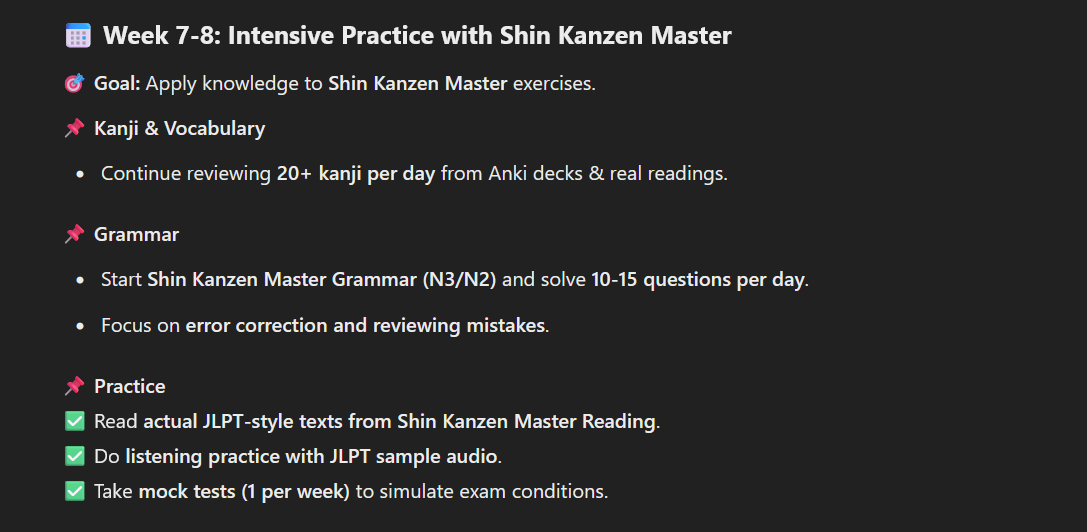 Week 7-8: Intensive Practice with Shin Kanzen Master
Goal: Apply knowledge to Shin Kanzen Master exercises.
Kanji & Vocabulary
Continue reviewing 20+ kanji per day from Anki decks & real readings.
Grammar
Start Shin Kanzen Master Grammar (N3/N2) and solve 10-15 questions per day.
Focus on error correction and reviewing mistakes.
Practice
Read actual JLPT-style texts from Shin Kanzen Master Reading.
Do listening practice with JLPT sample audio.
Take mock tests (1 per week) to simulate exam conditions.